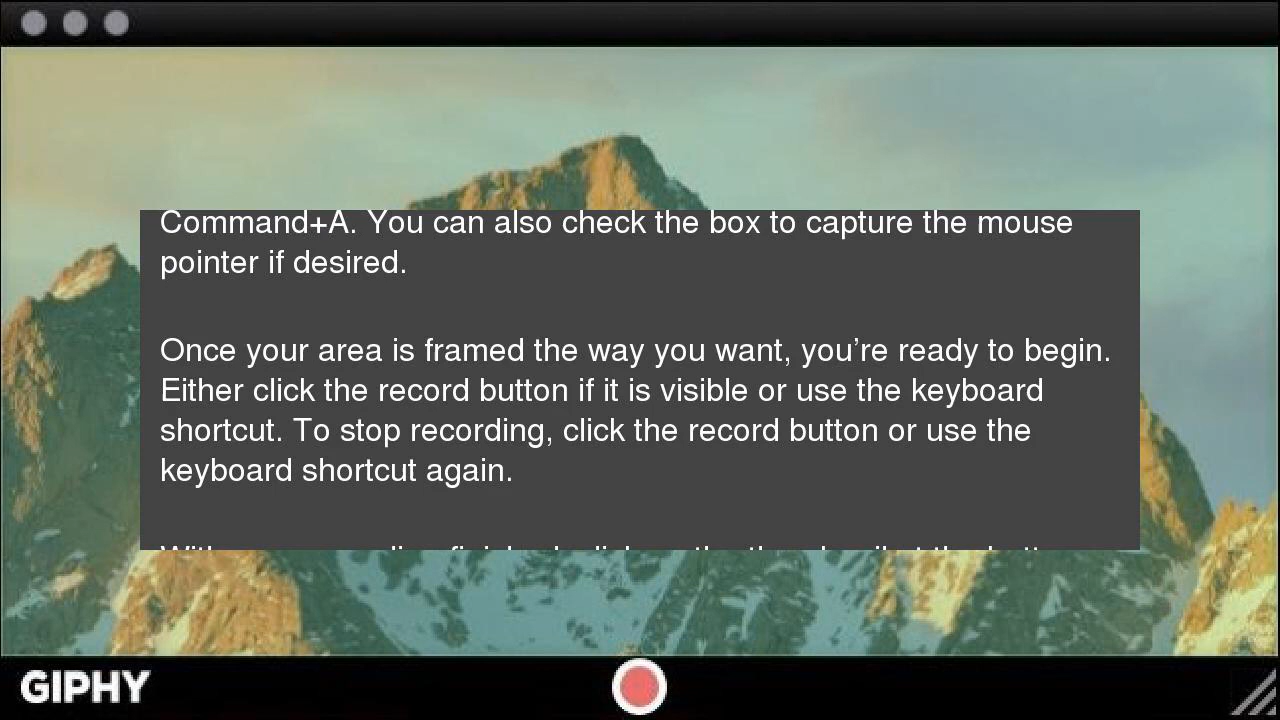 Command+A. You can also check the box to capture the mouse
pointer if desired.
Once your area is framed the way you want, you’re ready to begin.
Either click the record button if it is visible or use the keyboard
shortcut. To stop recording, click the record button or use the
keyboard shortcut again.
GIPHY